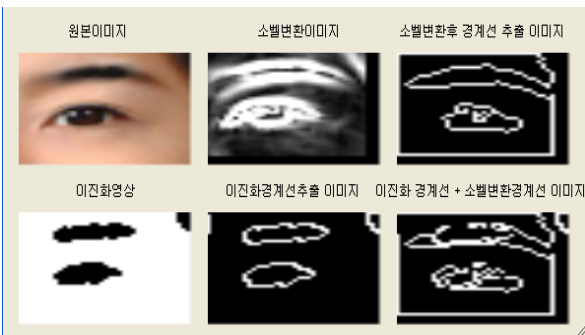 원본이미지
소벨변환이미지
소벨변환후 경계선 추출 이미지
이진화영상
이진화경계선추출 이미지
이진화 경계선 + 소벨변환경계선 이미지